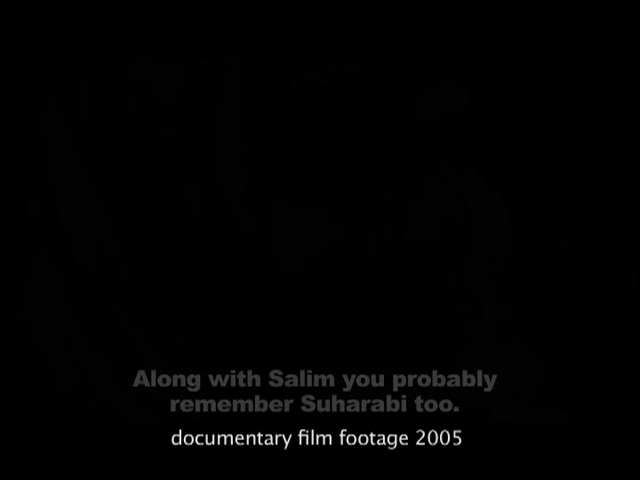 Along with Salim you probably
remember Suharabi too.
documentary film footage 2005